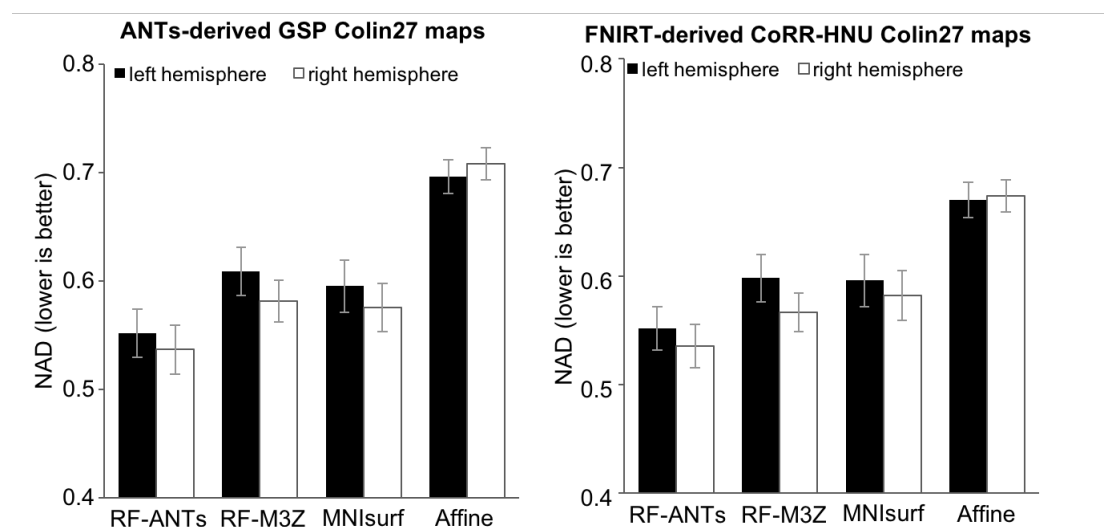 ANTs-derived GSP Colin27 maps
left hemisphere right hemisphere
NAD (lower is better)
0.8
0.7
0.6
0.5
0.4
RF-ANTs RF-M3Z MNIsurf Affine
FNIRT-derived CoRR-HNU Colin27 maps
left hemisphere right hemisphere
NAD (lower is better)
0.8
0.7
0.6
0.5
0.4
RF-ANTs RF-M3Z MNIsurf Affine